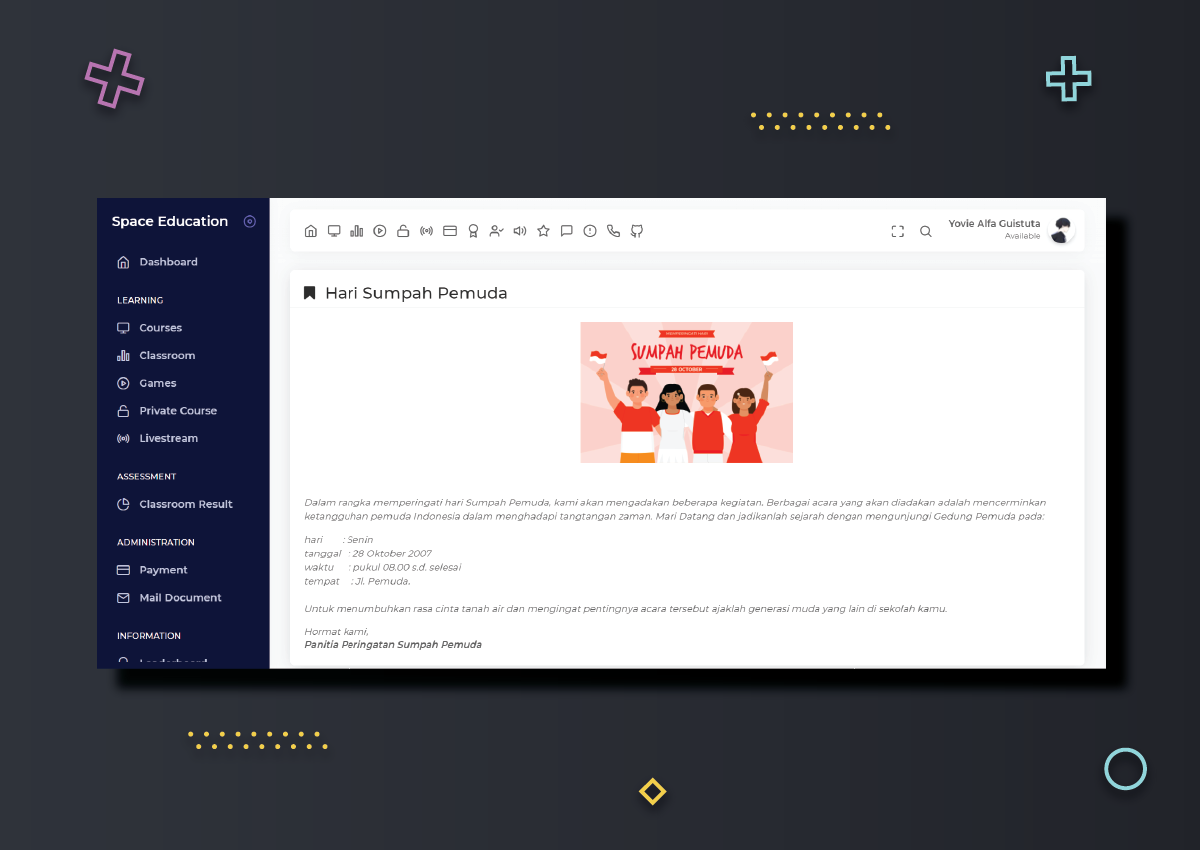 Space Education
Dashboard
LEARNING
Courses
Classroom
Games
Private Course
Livestream
ASSESSMENT
Classroom Result
ADMINISTRATION
Payment
Mail Document
INFORMATION
Leaderboard
Yovie Alfa Guistuta
Available
Hari Sumpah Pemuda
MEMPERINGATI HARI
SUMPAH PEMUDA
28 OCTOBER
Dalam rangka memperingati hari Sumpah Pemuda, kami akan mengadakan beberapa kegiatan. Berbagai acara yang akan diadakan adalah mencerminkan
ketangguhan pemuda Indonesia dalam menghadapi tangtangan zaman. Mari Datang dan jadikanlah sejarah dengan mengunjungi Gedung Pemuda pada:
hari : Senin
tanggal : 28 Oktober 2007
waktu : pukul 08.00 s.d. selesai
tempat : Jl. Pemuda.
Untuk menumbuhkan rasa cinta tanah air dan mengingat pentingnya acara tersebut ajaklah generasi muda yang lain di sekolah kamu.
Hormat kami,
Panitia Peringatan Sumpah Pemuda